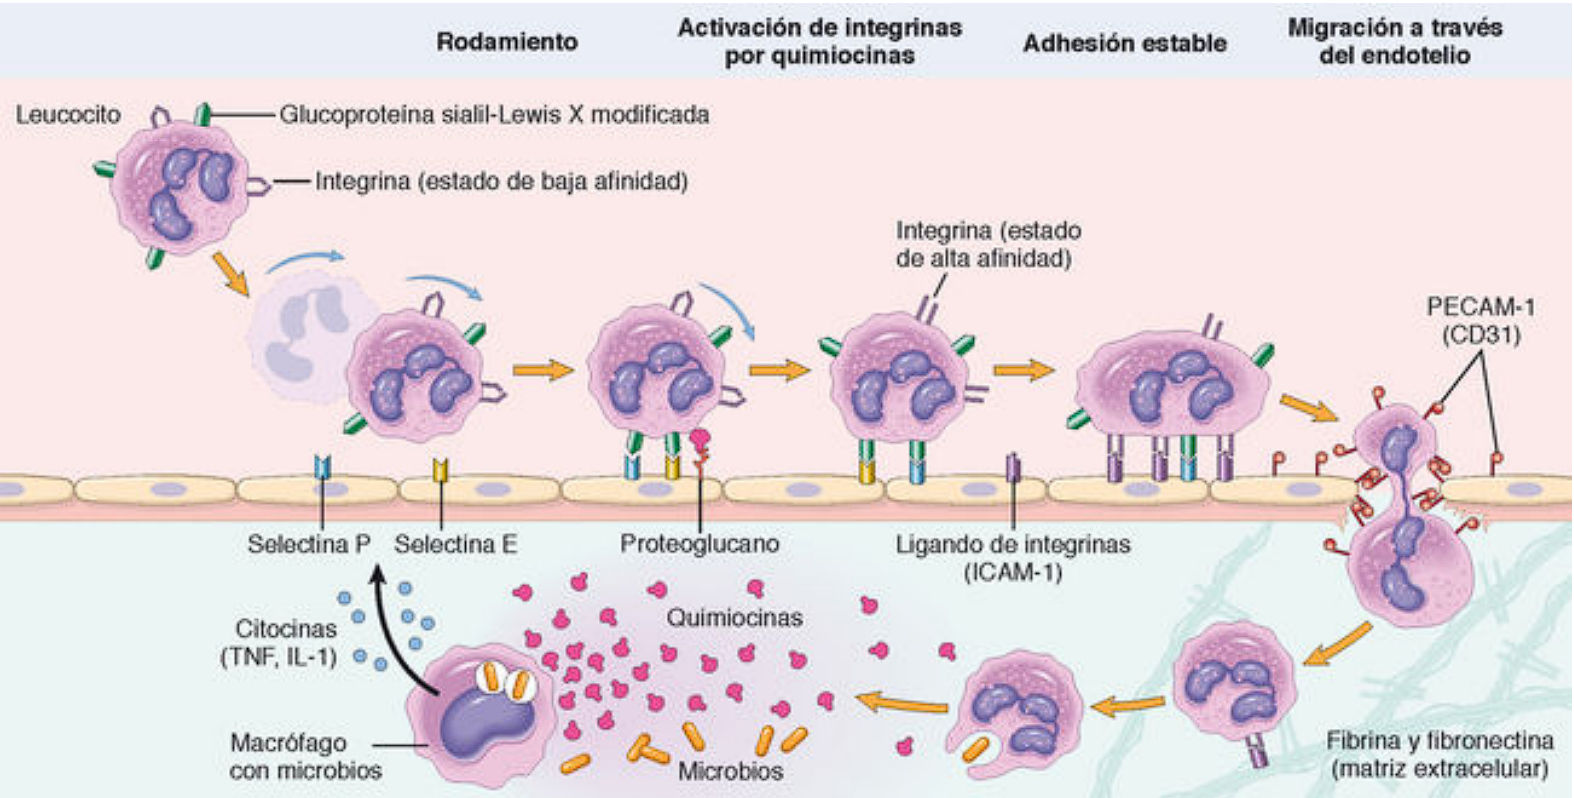 Rodamiento
Activación de integrinas
por quimiocinas
Adhesión estable
Migración a través
del endotelio
Leucocito
Glucoproteína sialil-Lewis X modificada
Integrina (estado de baja afinidad)
Integrina (estado
de alta afinidad)
PECAM-1
(CD31)
Selectina P
Selectina E
Proteoglucano
Ligando de integrinas
(ICAM-1)
Citocinas
(TNF, IL-1)
Quimiocinas
Macrófago
con microbios
Microbios
Fibrina y fibronectina
(matriz extracelular)